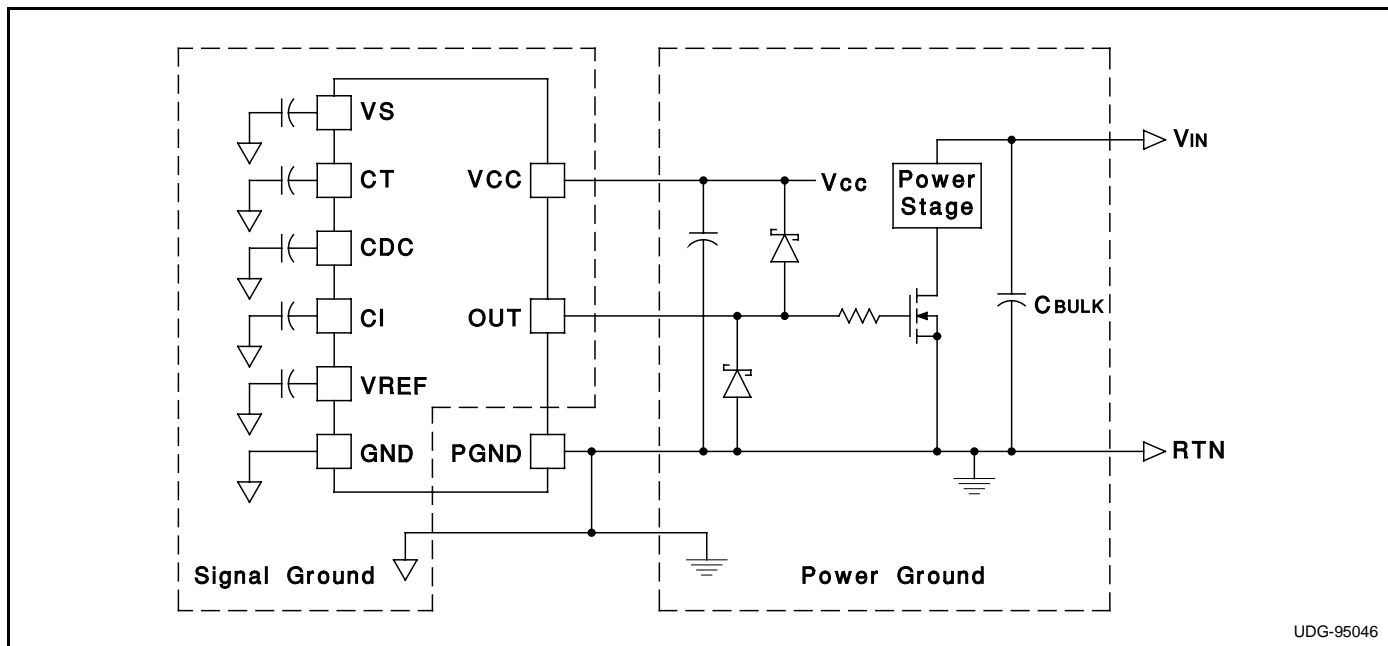 VS
CT
CDC
CI
VREF
GND
VCC
OUT
PGND
Vcc
Power
Stage
VIN
CBULK
RTN
Signal Ground
Power Ground
UDG-95046